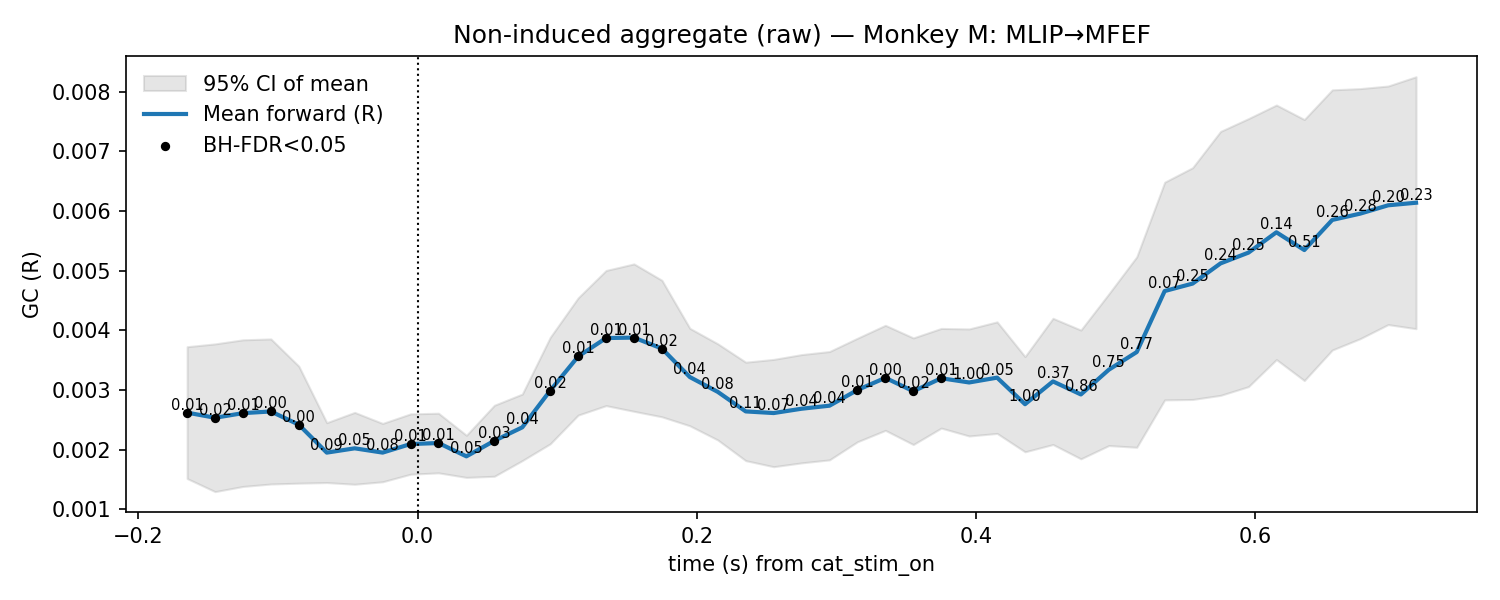 Non-induced aggregate (raw) — Monkey M: MLIP→MFEF
95% CI of mean
Mean forward (R)
BH-FDR<0.05
GC (R)
0.008
0.007
0.006
0.005
0.004
0.003
0.002
0.001
0.01 0.02 0.01 0.00 0.00 0.09 0.05 0.08 0.01 0.01 0.05 0.03 0.04 0.02 0.01 0.01 0.01 0.02 0.04 0.08 0.11 0.07 0.04 0.04 0.01 0.00 0.02 0.01 1.00 0.05 1.00 0.37 0.86 0.75 0.77 0.07 0.25 0.24 0.25 0.14 0.51 0.26 0.28 0.20 0.23
−0.2 0.0 0.2 0.4 0.6
time (s) from cat_stim_on